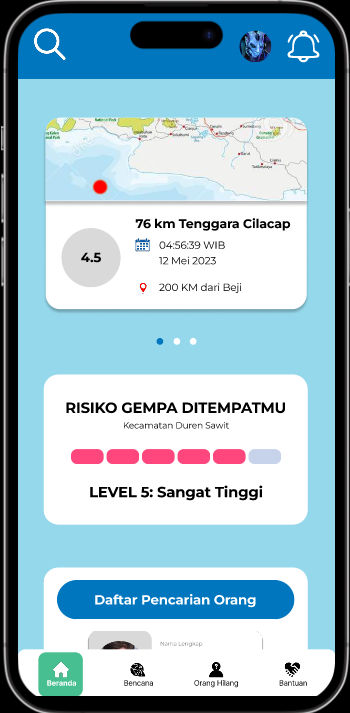 76 km Tenggara Cilacap
4.5
04:56:39 WIB
12 Mei 2023
200 KM dari Beji
RISIKO GEMPA DITEMPATMU
Kecamatan Duren Sawit
LEVEL 5: Sangat Tinggi
Daftar Pencarian Orang
Nama Lengkap
Beranda
Bencana
Orang Hilang
Bantuan